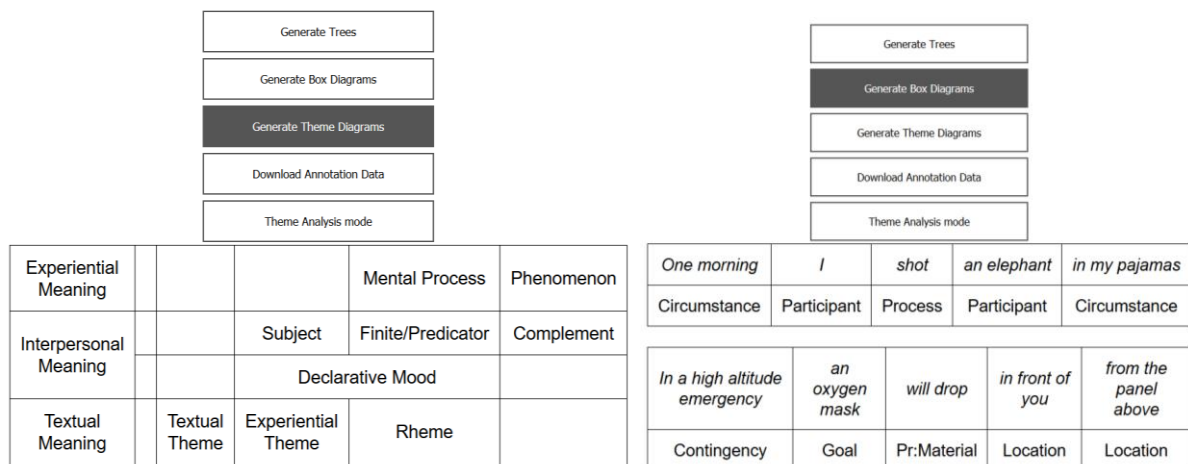 Generate Trees
Generate Box Diagrams
Generate Theme Diagrams
Download Annotation Data
Theme Analysis mode
Experiential Meaning
Mental Process
Phenomenon
Interpersonal Meaning
Subject
Finite/Predicator
Complement
Declarative Mood
Textual Meaning
Textual Theme
Experiential Theme
Rheme
Generate Trees
Generate Box Diagrams
Generate Theme Diagrams
Download Annotation Data
Theme Analysis mode
One morning I shot an elephant in my pajamas
Circumstance Participant Process Participant Circumstance
In a high altitude emergency
an oxygen mask
will drop
in front of you
from the panel above
Contingency Goal Pr:Material Location Location